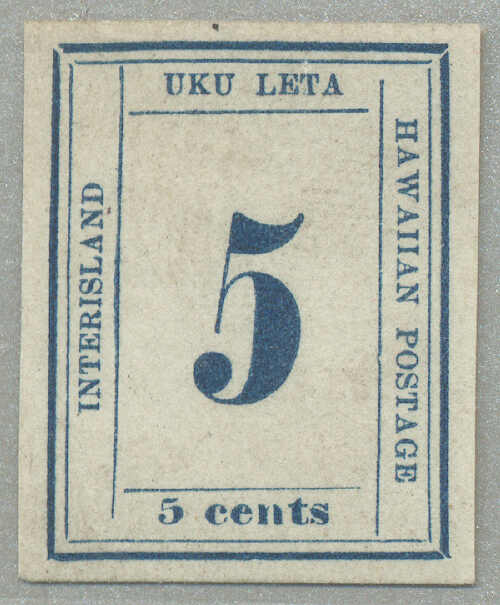 UKU LETA
INTERISLAND
5
HAWAIIAN POSTAGE
5 cents